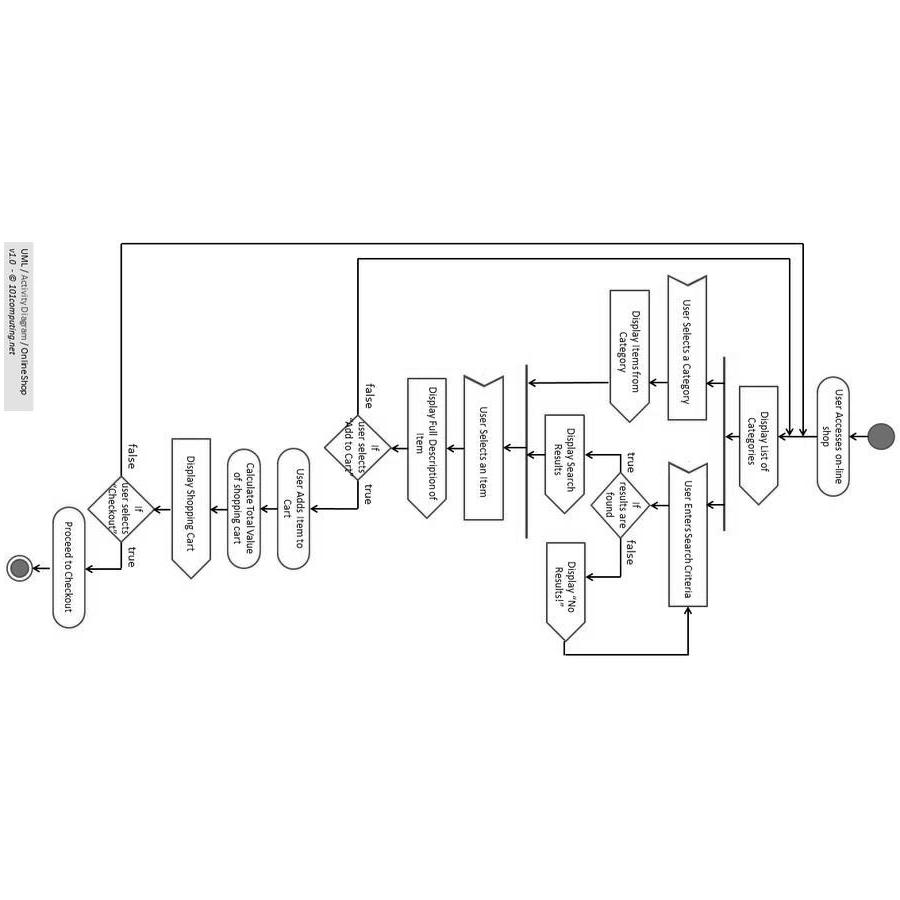 User Accesses on-line
shop
Display List of
Categories
User Selects a Category
User Enters Search Criteria
Display Items from
Category
If
results are
found
true
false
Display Search
Results
Display "No
Results!"
User Selects an Item
Display Full Description of
Item
If
user selects
"Add to Cart"
false
true
User Adds Item to
Cart
Calculate Total Value
of shopping cart
Display Shopping Cart
If
user selects
"Checkout"
false
true
Proceed to Checkout
UML / Activity Diagram / Online Shop
v1.0 - © 101computing.net